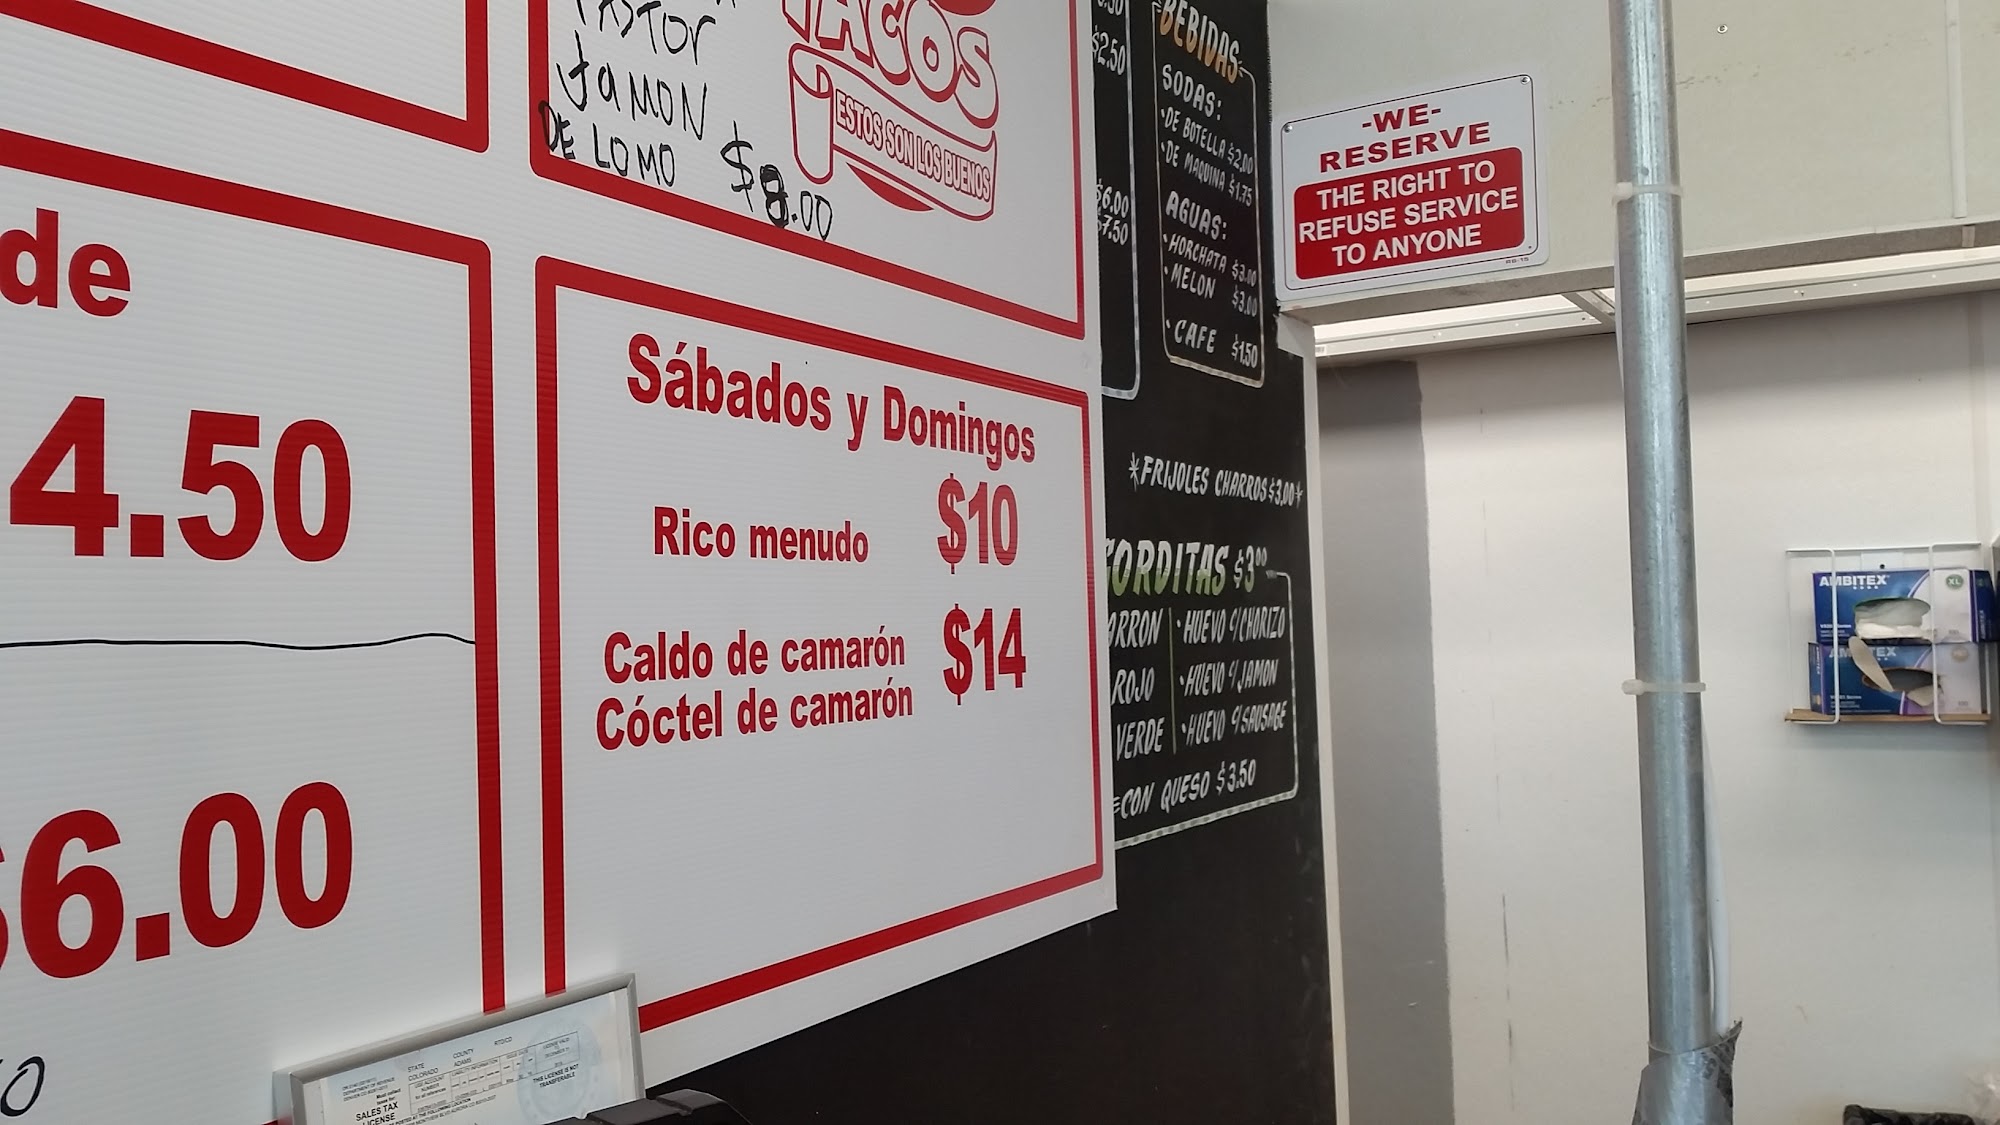 de
4.50
$6.00
PASTOR
JAMON
DE LOMO
$8.00
TACOS
ESTOS SON LOS BUENOS
Sábados y Domingos
Rico menudo $10
Caldo de camarón $14
Cóctel de camarón
$2.50
$6.00
$7.50
BEBIDAS
SODAS:
•DE BOTELLA $2.00
•DE MAQUINA $1.75
AGUAS:
•HORCHATA $3.00
•MELON $3.00
•CAFE $1.50
*FRIJOLES CHARROS $3.00*
GORDITAS $3.00
•HUEVO C/CHORIZO
ROJO •HUEVO C/JAMON
VERDE •HUEVO C/SAUSAGE
=CON QUESO $3.50
-WE-
RESERVE
THE RIGHT TO
REFUSE SERVICE
TO ANYONE
AMBITEX
XL
AMBITEX
STATE COUNTY
COLORADO ADAMS
SALES TAX
LICENSE
THIS LICENSE IS NOT
TRANSFERABLE